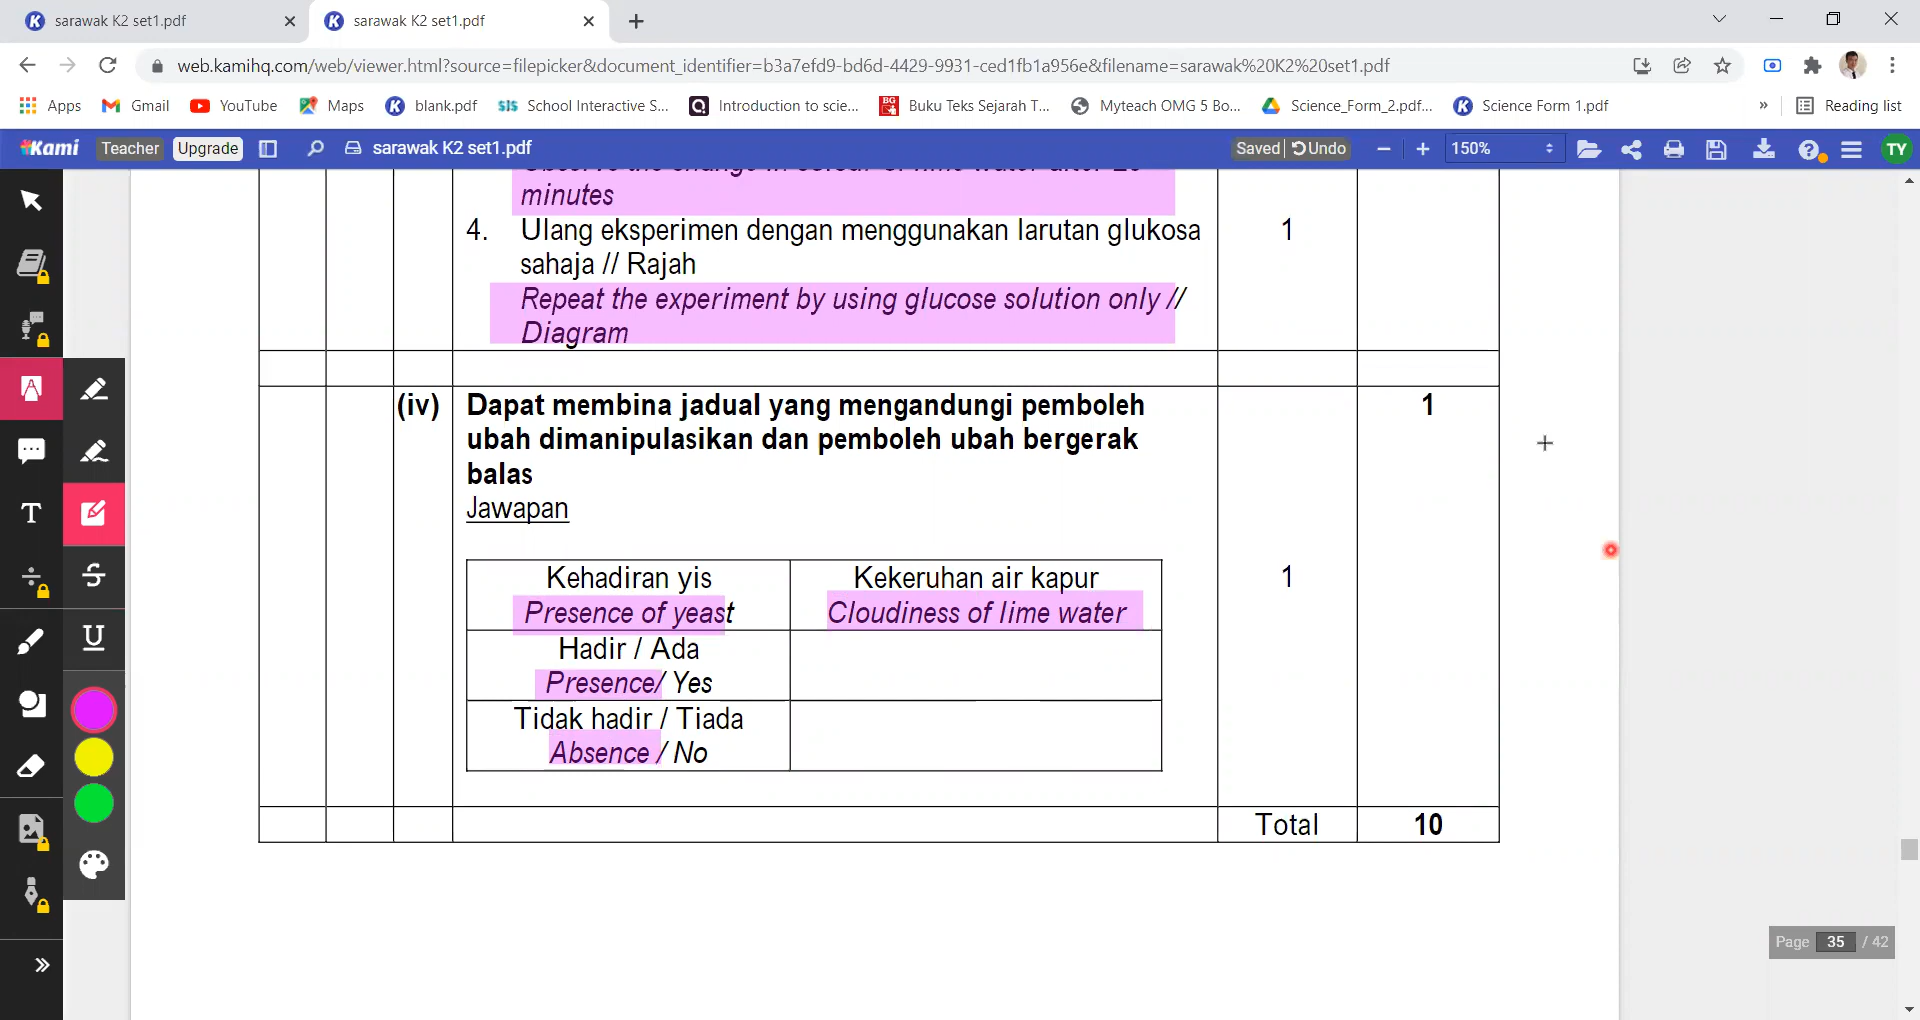 sarawak K2 set1.pdf
sarawak K2 set1.pdf
web.kamihq.com/web/viewer.html?source=filepicker&document_identifier=b3a7efd9-bd6d-4429-9931-ced1fb1a956e&filename=sarawak%20K2%20set1.pdf
Apps Gmail YouTube Maps blank.pdf SIS School Interactive S... Introduction to scie... BG Buku Teks Sejarah T... Myteach OMG 5 Bo... Science_Form_2.pdf... Science Form 1.pdf » Reading list
Kami Teacher Upgrade sarawak K2 set1.pdf Saved Undo 150% TY
minutes
4. Ulang eksperimen dengan menggunakan larutan glukosa 1
sahaja // Rajah
Repeat the experiment by using glucose solution only //
Diagram
(iv) Dapat membina jadual yang mengandungi pemboleh 1
ubah dimanipulasikan dan pemboleh ubah bergerak
balas
Jawapan
Kehadiran yis Kekeruhan air kapur 1
Presence of yeast Cloudiness of lime water
Hadir / Ada
Presence/ Yes
Tidak hadir / Tiada
Absence / No
Total 10
Page 35 / 42